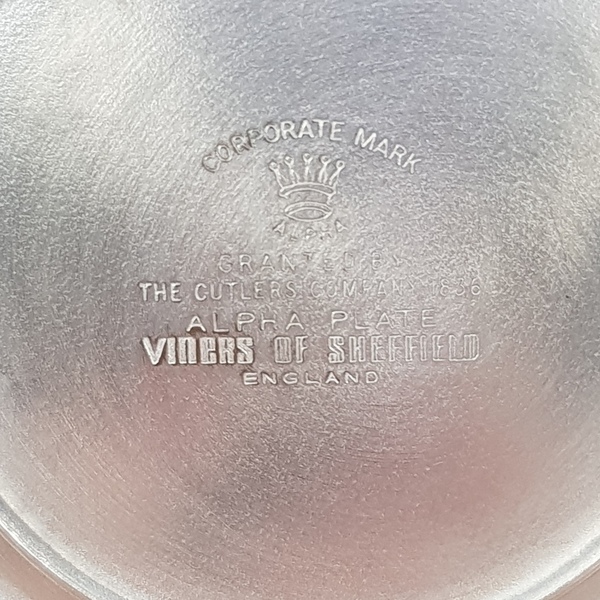 CORPORATE MARK
ALPHA
GRANTED BY
THE CUTLERS COMPANY 1836
ALPHA PLATE
VINERS OF SHEFFIELD
ENGLAND